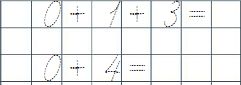 0 + 1 + 3 =
0 + 4 =